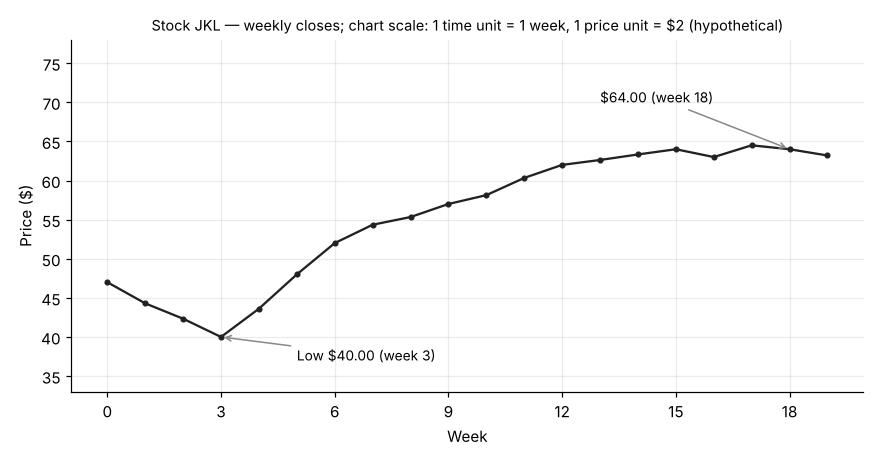 Stock JKL — weekly closes; chart scale: 1 time unit = 1 week, 1 price unit = $2 (hypothetical)
75
70
65
60
55
50
45
40
35
Price ($)
$64.00 (week 18)
Low $40.00 (week 3)
0 3 6 9 12 15 18
Week